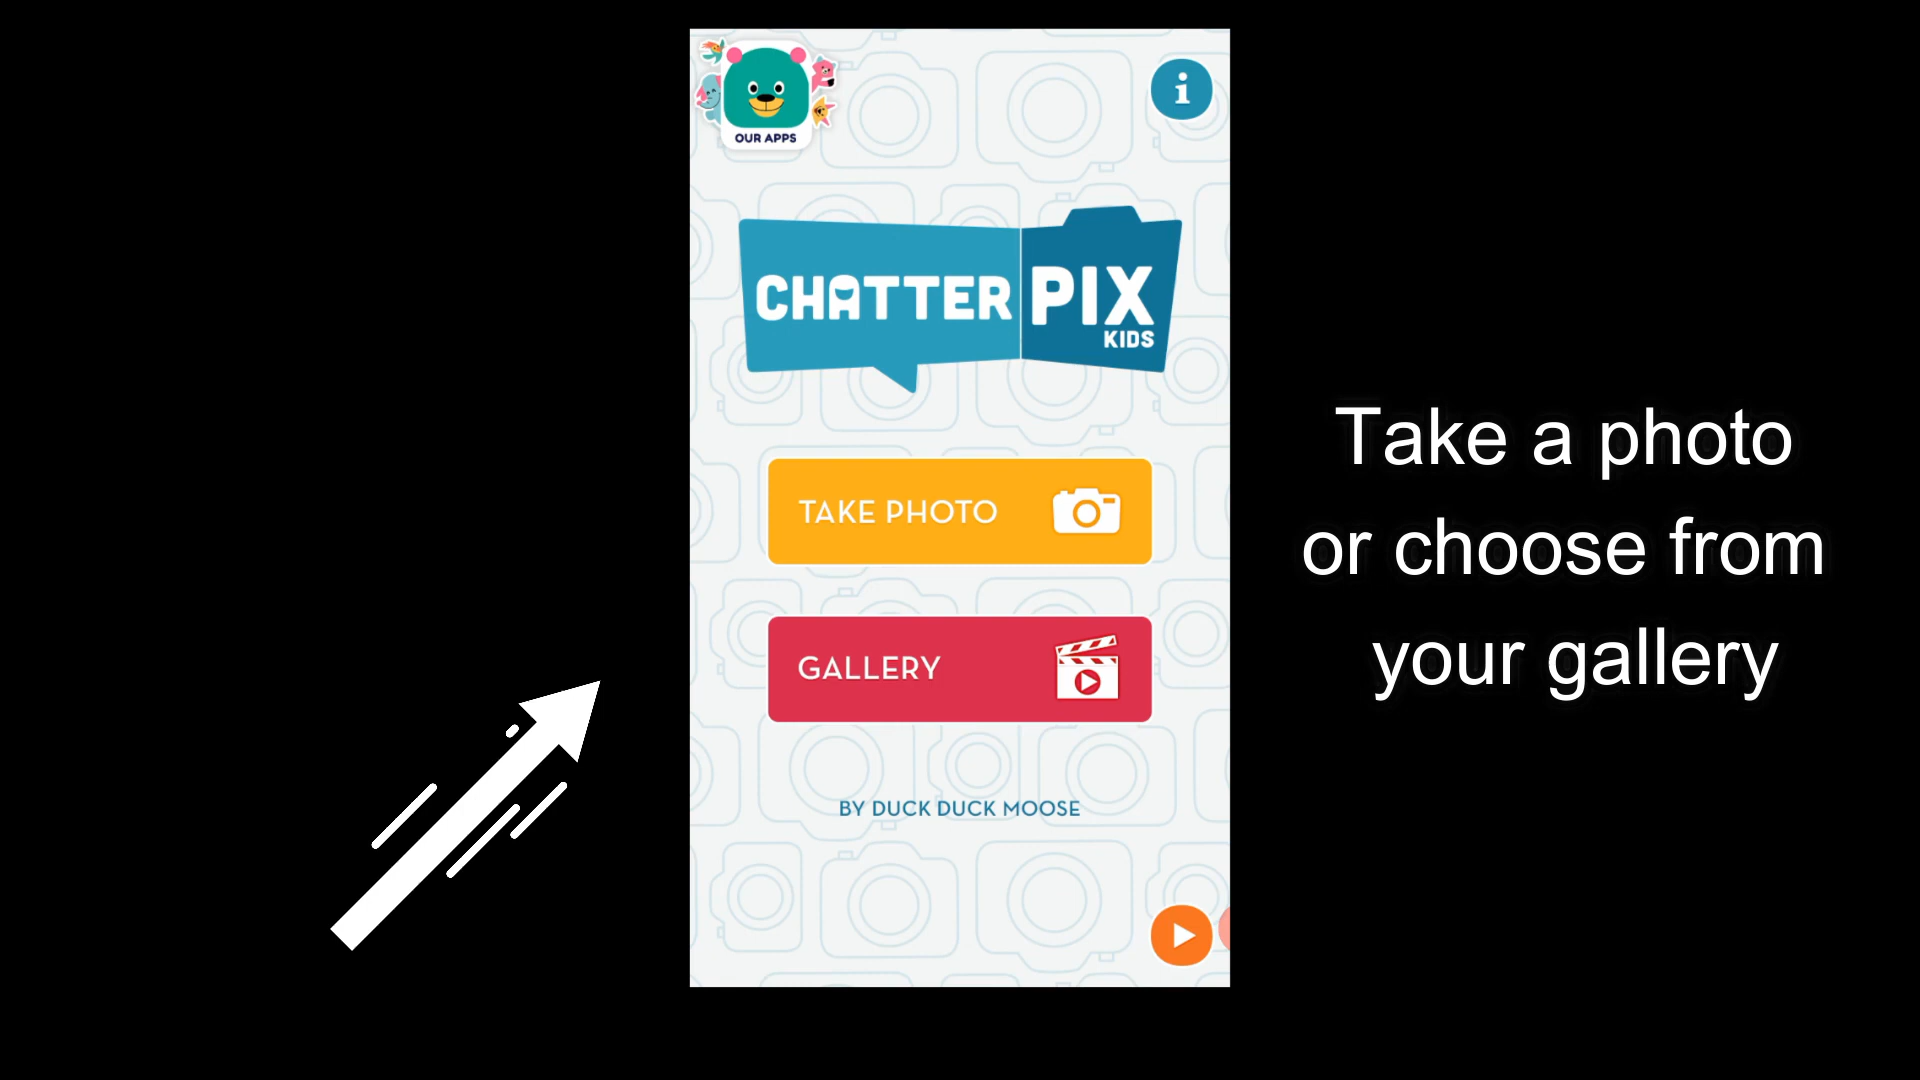 OUR APPS
i
CHATTER PIX
KIDS
TAKE PHOTO
GALLERY
BY DUCK DUCK MOOSE
Take a photo
or choose from
your gallery